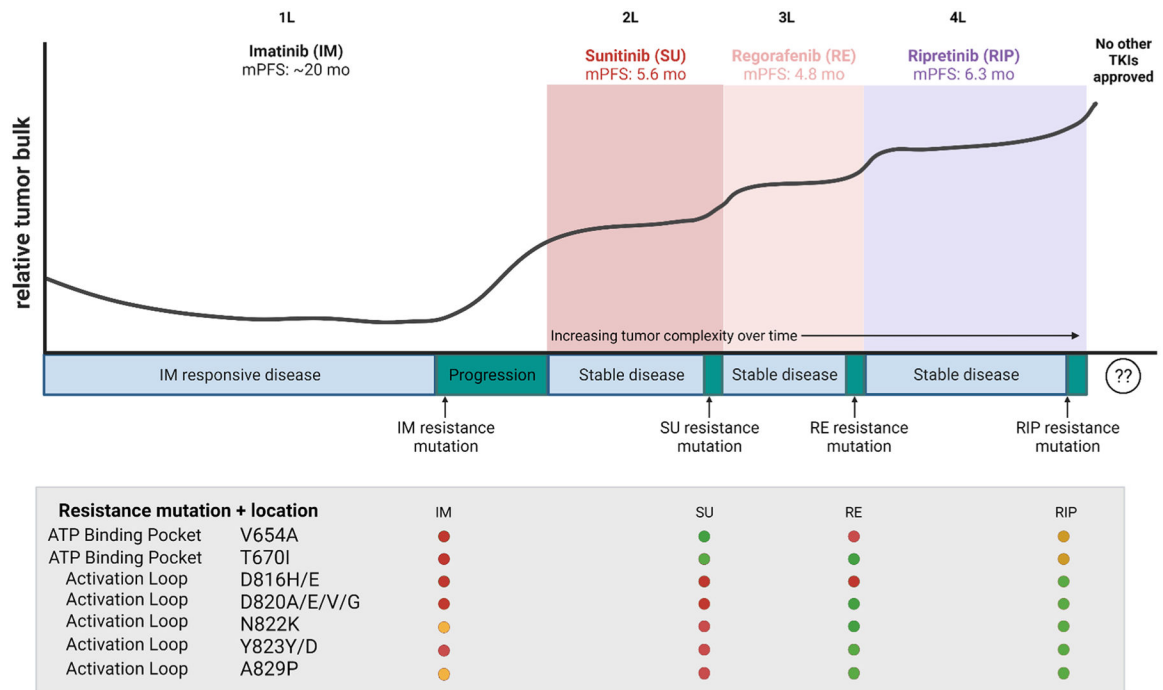 1L
2L
3L
4L
Imatinib (IM)
mPFS: ~20 mo
Sunitinib (SU)
mPFS: 5.6 mo
Regorafenib (RE)
mPFS: 4.8 mo
Ripretinib (RIP)
mPFS: 6.3 mo
No other
TKIs
approved
relative tumor bulk
Increasing tumor complexity over time
IM responsive disease
Progression
Stable disease
Stable disease
Stable disease
??
IM resistance
mutation
SU resistance
mutation
RE resistance
mutation
RIP resistance
mutation
Resistance mutation + location IM SU RE RIP
ATP Binding Pocket V654A
ATP Binding Pocket T670I
Activation Loop D816H/E
Activation Loop D820A/E/V/G
Activation Loop N822K
Activation Loop Y823Y/D
Activation Loop A829P